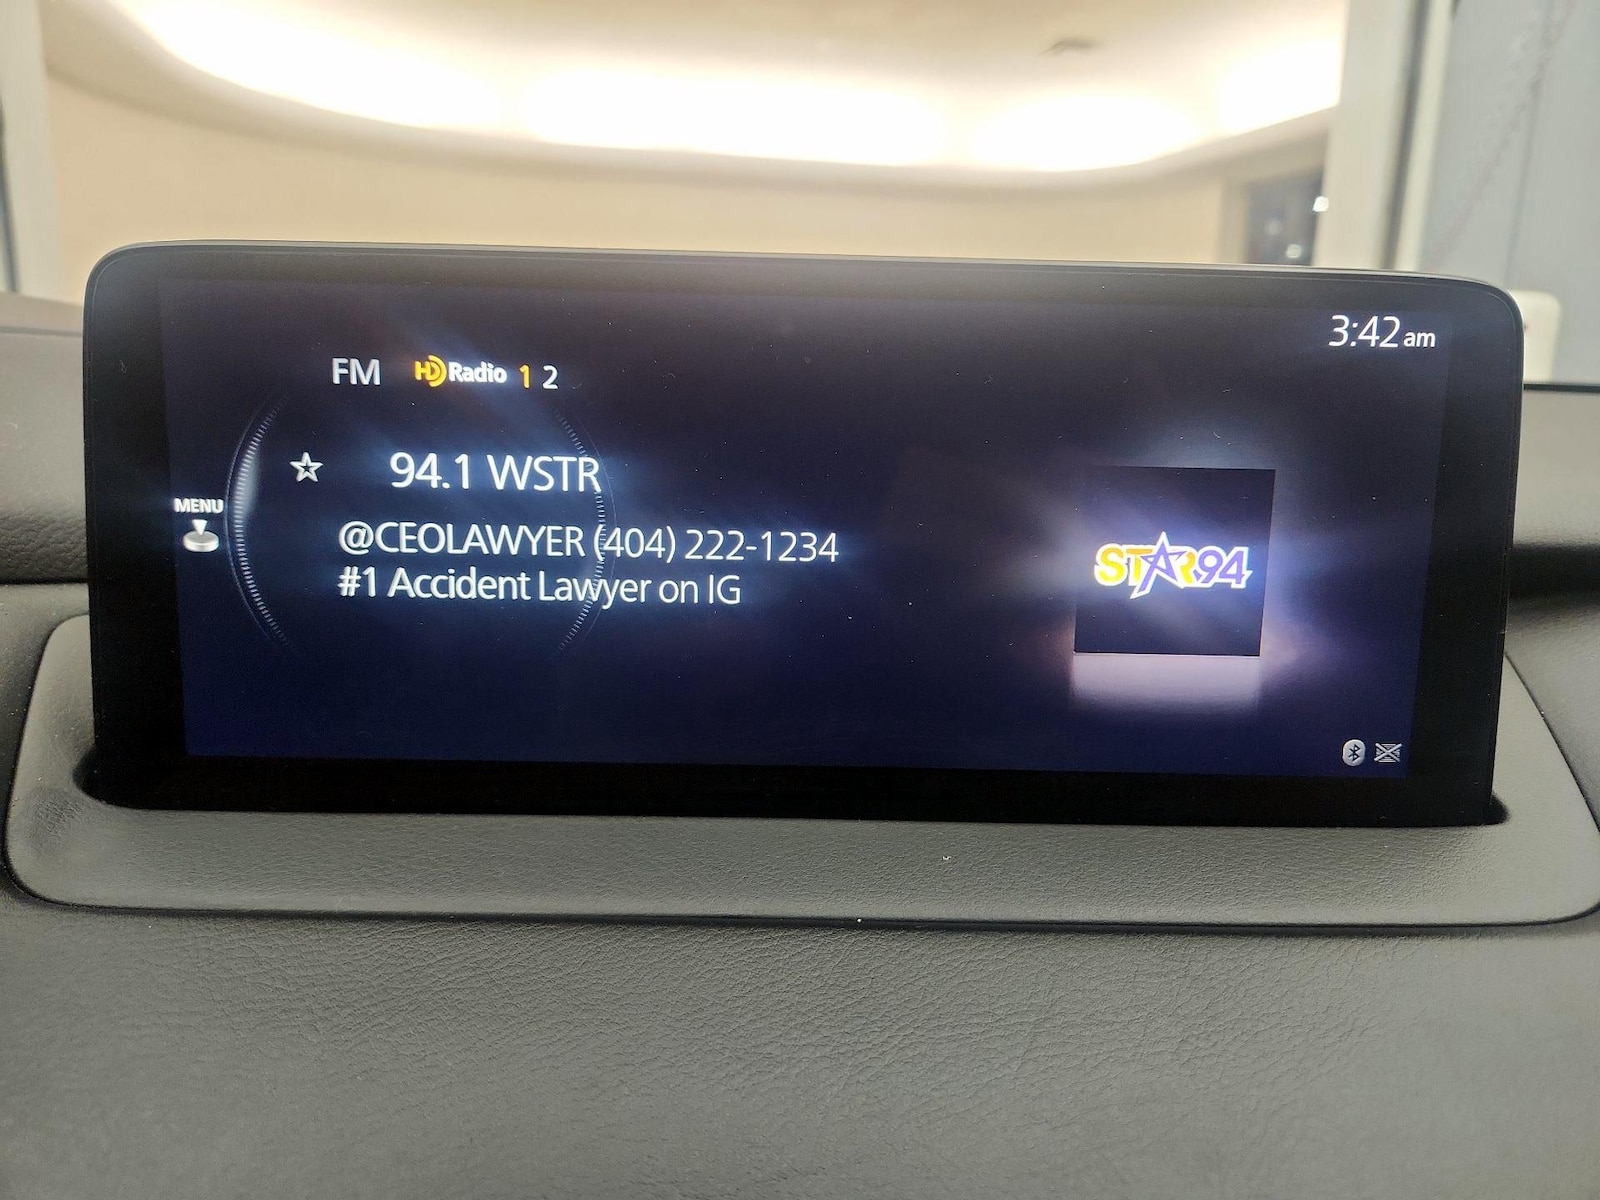 3:42 am
FM HD Radio 1 2
94.1 WSTR
MENU
@CEOLAWYER (404) 222-1234
#1 Accident Lawyer on IG
STAR94